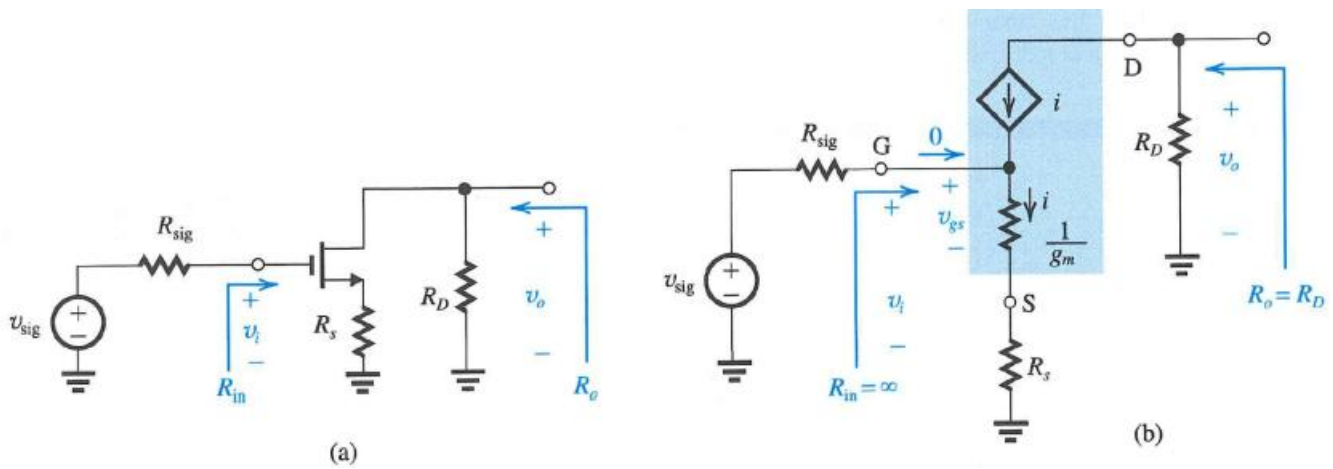 R_sig
v_sig
+
−
+
v_i
−
R_in
R_s
R_D
+
v_o
−
R_o
(a)
R_sig
G
0
v_sig
+
−
+
v_i
−
R_in = ∞
+
v_gs
−
i
i
1/g_m
S
R_s
D
R_D
+
v_o
−
R_o = R_D
(b)